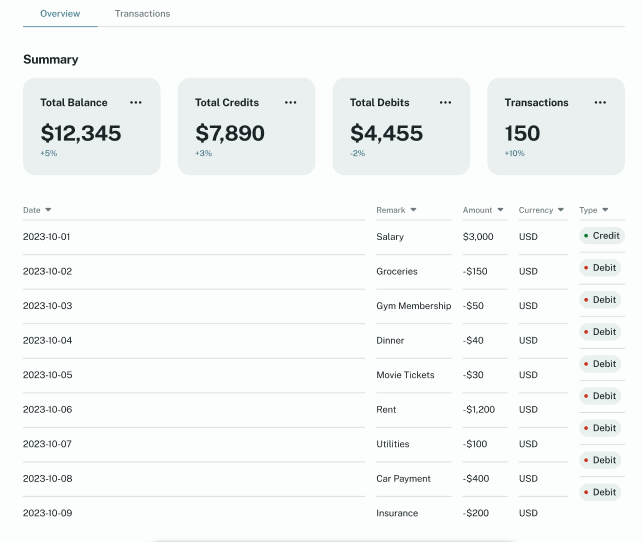 Overview Transactions
Summary
Total Balance ••• Total Credits ••• Total Debits ••• Transactions •••
$12,345 $7,890 $4,455 150
+5% +3% -2% +10%
Date Remark Amount Currency Type
2023-10-01 Salary $3,000 USD Credit
2023-10-02 Groceries -$150 USD Debit
2023-10-03 Gym Membership -$50 USD Debit
2023-10-04 Dinner -$40 USD Debit
2023-10-05 Movie Tickets -$30 USD Debit
2023-10-06 Rent -$1,200 USD Debit
2023-10-07 Utilities -$100 USD Debit
2023-10-08 Car Payment -$400 USD Debit
2023-10-09 Insurance -$200 USD Debit